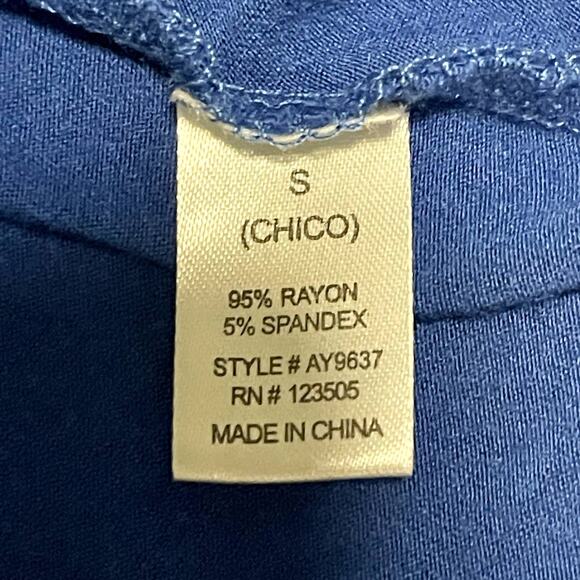 S
(CHICO)
95% RAYON
5% SPANDEX
STYLE # AY9637
RN # 123505
MADE IN CHINA